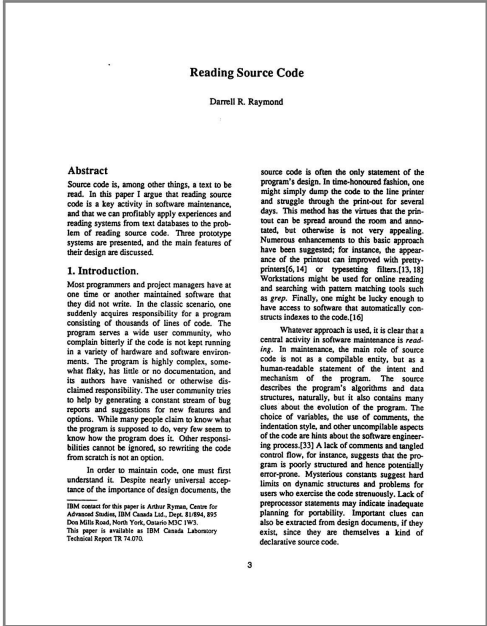 Reading Source Code
Darrell R. Raymond
Abstract
Source code is, among other things, a text to be
read. In this paper I argue that reading source
code is a key activity in software maintenance,
and that we can profitably apply experiences and
reading systems from text databases to the prob-
lem of reading source code. Three prototype
systems are presented, and the main features of
their design are discussed.
1. Introduction.
Most programmers and project managers have at
one time or another maintained software that
they did not write. In the classic scenario, one
suddenly acquires responsibility for a program
consisting of thousands of lines of code. The
program serves a wide user community, who
complain bitterly if the code is not kept running
in a variety of hardware and software environ-
ments. The program is highly complex, some-
what flaky, has little or no documentation, and
its authors have vanished or otherwise dis-
claimed responsibility. The user community tries
to help by generating a constant stream of bug
reports and suggestions for new features and
options. While many people claim to know what
the program is supposed to do, very few seem to
know how the program does it. Other responsi-
bilities cannot be ignored, so rewriting the code
from scratch is not an option.
In order to maintain code, one must first
understand it. Despite nearly universal accep-
tance of the importance of design documents, the
IBM contact for this paper is Arthur Ryman, Centre for
Advanced Studies, IBM Canada Ltd., Dept. 81/894, 895
Don Mills Road, North York, Ontario M3C 1W3.
This paper is available as IBM Canada Laboratory
Technical Report TR 74.070.
source code is often the only statement of the
program's design. In time-honoured fashion, one
might simply dump the code to the line printer
and struggle through the print-out for several
days. This method has the virtues that the prin-
tout can be spread around the room and anno-
tated, but otherwise is not very appealing.
Numerous enhancements to this basic approach
have been suggested; for instance, the appear-
ance of the printout can improved with pretty-
printers[6, 14] or typesetting filters.[13, 18]
Workstations might be used for online reading
and searching with pattern matching tools such
as grep. Finally, one might be lucky enough to
have access to software that automatically con-
structs indexes to the code.[16]
Whatever approach is used, it is clear that a
central activity in software maintenance is read-
ing. In maintenance, the main role of source
code is not as a compilable entity, but as a
human-readable statement of the intent and
mechanism of the program. The source
describes the program's algorithms and data
structures, naturally, but it also contains many
clues about the evolution of the program. The
choice of variables, the use of comments, the
indentation style, and other uncompilable aspects
of the code are hints about the software engineer-
ing process.[33] A lack of comments and tangled
control flow, for instance, suggests that the pro-
gram is poorly structured and hence potentially
error-prone. Mysterious constants suggest hard
limits on dynamic structures and problems for
users who exercise the code strenuously. Lack of
preprocessor statements may indicate inadequate
planning for portability. Important clues can
also be extracted from design documents, if they
exist, since they are themselves a kind of
declarative source code.
3